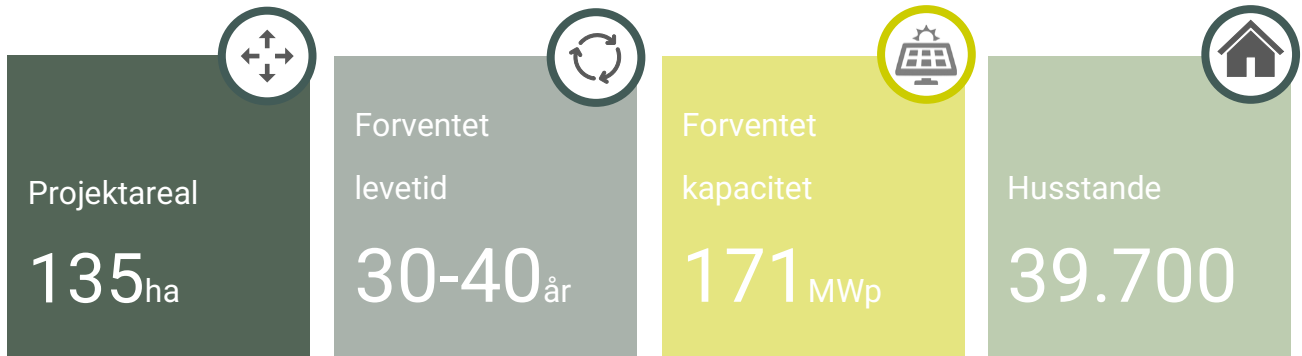 Projektareal
135ha
Forventet
levetid
30-40år
Forventet
kapacitet
171MWp
Husstande
39.700